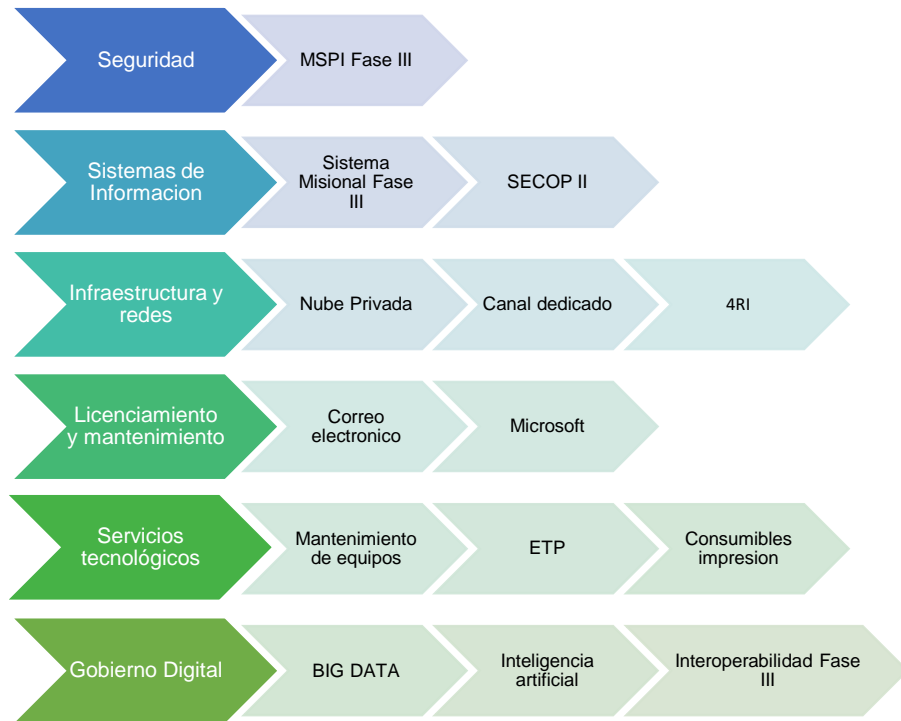 Seguridad
MSPI Fase III
Sistemas de
Informacion
Sistema
Misional Fase
III
SECOP II
Infraestructura y
redes
Nube Privada
Canal dedicado
4RI
Licenciamiento
y mantenimiento
Correo
electronico
Microsoft
Servicios
tecnológicos
Mantenimiento
de equipos
ETP
Consumibles
impresion
Gobierno Digital
BIG DATA
Inteligencia
artificial
Interoperabilidad Fase
III